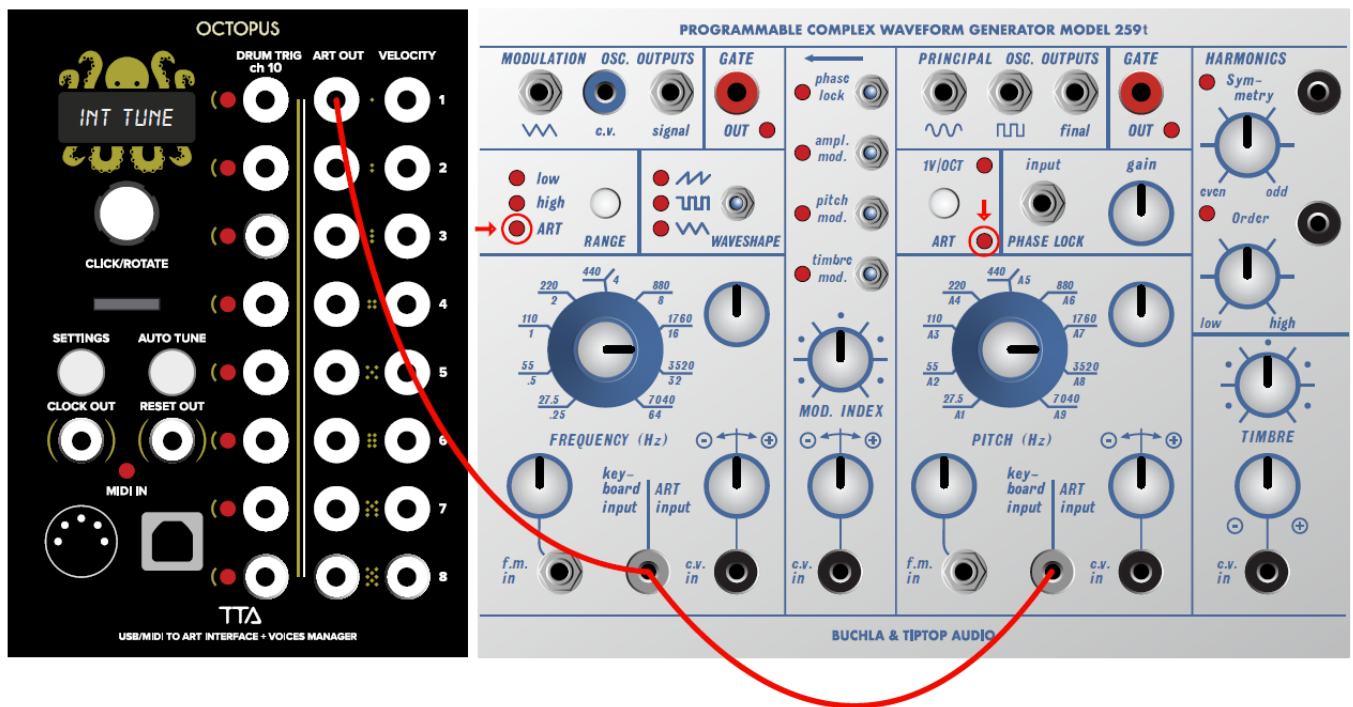 OCTOPUS
DRUM TRIG
ch 10
ART OUT
VELOCITY
INT TUNE
1
2
3
4
5
6
7
8
CLICK/ROTATE
SETTINGS
AUTO TUNE
CLOCK OUT
RESET OUT
MIDI IN
TTA
USB/MIDI TO ART INTERFACE + VOICES MANAGER
PROGRAMMABLE COMPLEX WAVEFORM GENERATOR MODEL 259t
MODULATION OSC. OUTPUTS
c.v.
signal
GATE
OUT
low
high
ART
RANGE
WAVESHAPE
phase
lock
ampl.
mod.
pitch
mod.
timbre
mod.
PRINCIPAL OSC. OUTPUTS
final
GATE
OUT
1V/OCT
ART
input
PHASE LOCK
gain
HARMONICS
Sym-
metry
even
odd
Order
low
high
440
4
220
2
880
8
110
1
1760
16
55
.5
3520
32
27.5
.25
7040
64
FREQUENCY (Hz)
MOD. INDEX
440
A5
220
A4
880
A6
110
A3
1760
A7
55
A2
3520
A8
27.5
A1
7040
A9
PITCH (Hz)
TIMBRE
key-
board
input
ART
input
f.m.
in
c.v.
in
c.v.
in
key-
board
input
ART
input
f.m.
in
c.v.
in
c.v.
in
BUCHLA & TIPTOP AUDIO